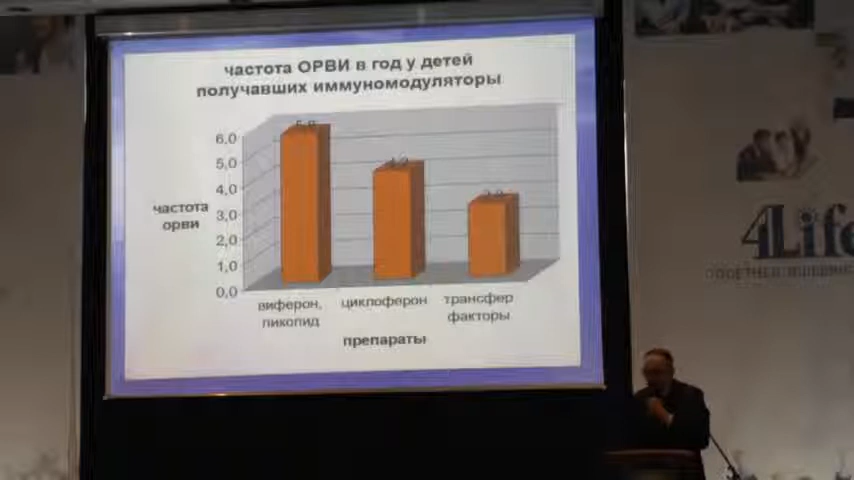 частота ОРВИ в год у детей
получавших иммуномодуляторы
6,0
5,0
4,0
3,0
2,0
1,0
0,0
частота
орви
виферон,
ликопид
циклоферон
трансфер
факторы
препараты
4Life